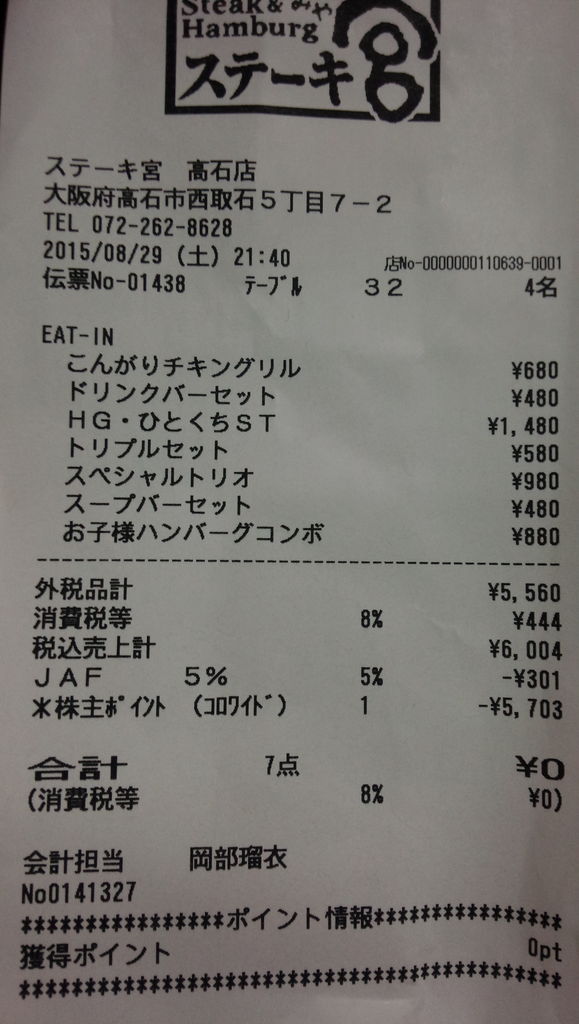 Steak & みや
Hamburg
ステーキ宮
ステーキ宮 高石店
大阪府高石市西取石5丁目7-2
TEL 072-262-8628
2015/08/29 (土) 21:40 店No-0000000110639-0001
伝票No-01438 テーブル 32 4名
EAT-IN
こんがりチキングリル ¥680
ドリンクバーセット ¥480
HG・ひとくちST ¥1,480
トリプルセット ¥580
スペシャルトリオ ¥980
スープバーセット ¥480
お子様ハンバーグコンボ ¥880
外税品計 ¥5,560
消費税等 8% ¥444
税込売上計 ¥6,004
JAF 5% 5% -¥301
*株主ポイント (コロワイド) 1 -¥5,703
合計 7点 ¥0
(消費税等 8% ¥0)
会計担当 岡部瑠衣
No0141327
****************ポイント情報****************
獲得ポイント 0pt
********************************************